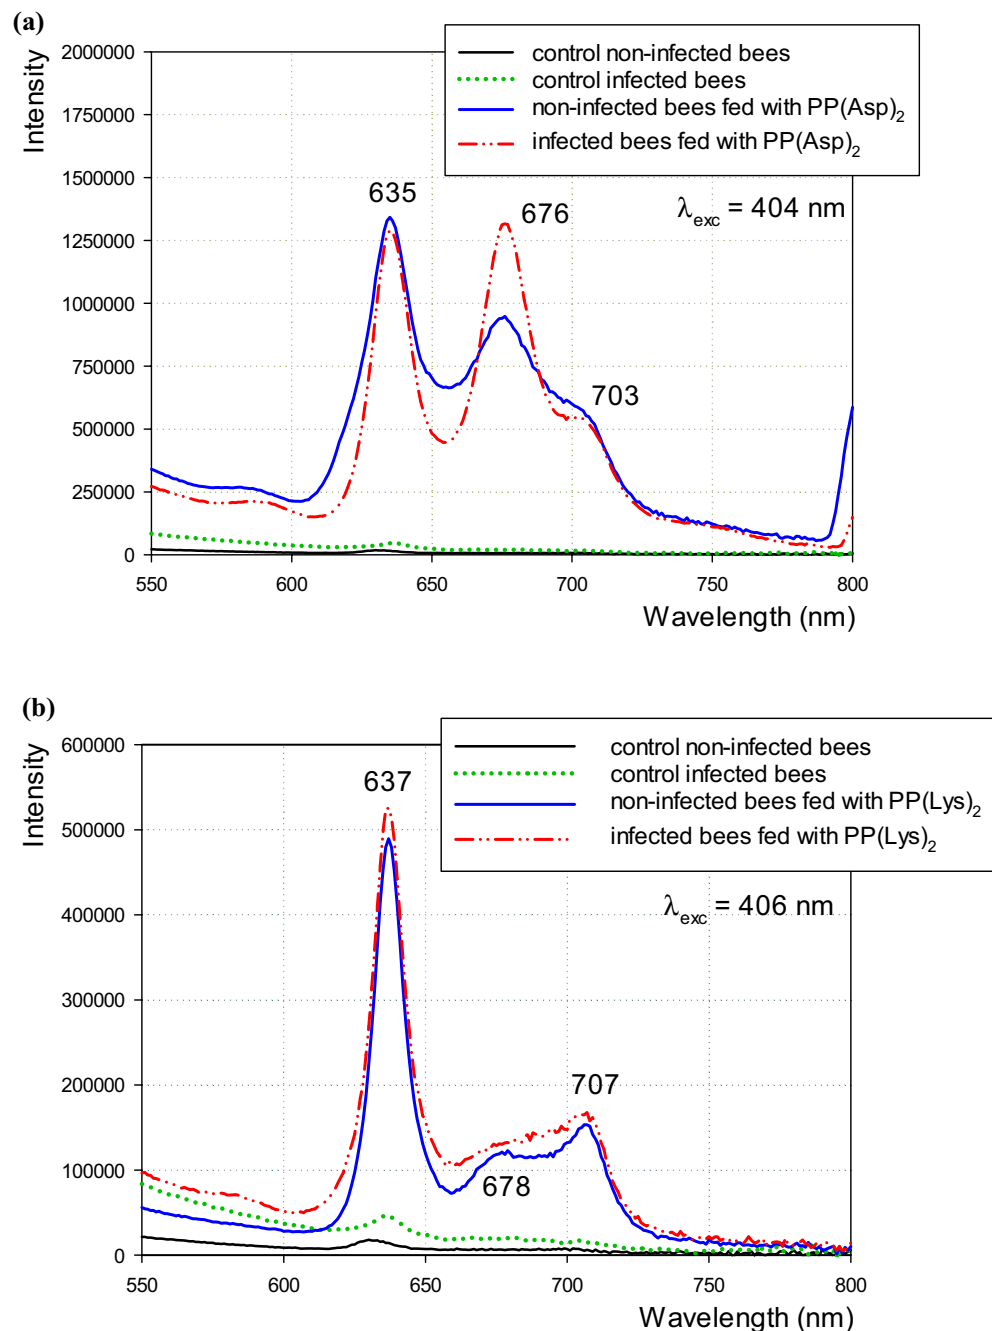 (a)
Intensity
2000000
1750000
1500000
1250000
1000000
750000
500000
250000
0
control non-infected bees
control infected bees
non-infected bees fed with PP(Asp)2
infected bees fed with PP(Asp)2
λexc = 404 nm
635
676
703
550 600 650 700 750 800
Wavelength (nm)
(b)
Intensity
600000
500000
400000
300000
200000
100000
0
control non-infected bees
control infected bees
non-infected bees fed with PP(Lys)2
infected bees fed with PP(Lys)2
λexc = 406 nm
637
678
707
550 600 650 700 750 800
Wavelength (nm)